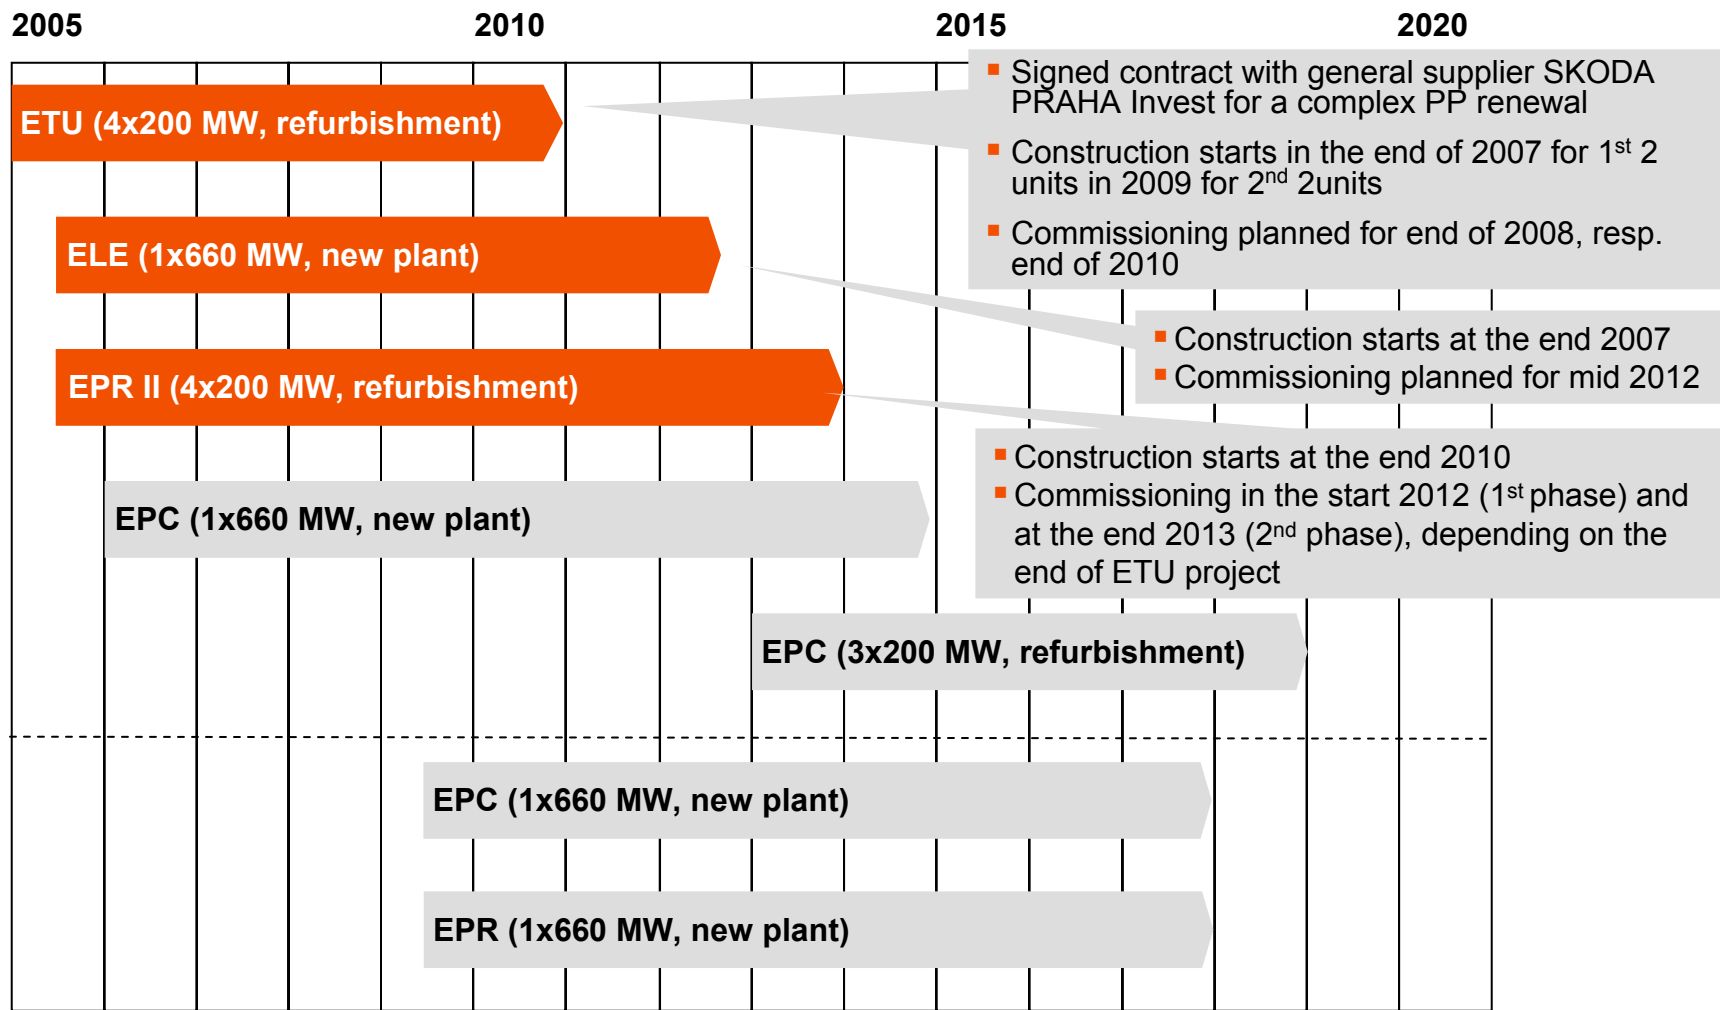 2005 2010 2015 2020
ETU (4x200 MW, refurbishment)
▪ Signed contract with general supplier SKODA
PRAHA Invest for a complex PP renewal
▪ Construction starts in the end of 2007 for 1st 2
units in 2009 for 2nd 2units
▪ Commissioning planned for end of 2008, resp.
end of 2010
ELE (1x660 MW, new plant)
▪ Construction starts at the end 2007
▪ Commissioning planned for mid 2012
EPR II (4x200 MW, refurbishment)
▪ Construction starts at the end 2010
▪ Commissioning in the start 2012 (1st phase) and
at the end 2013 (2nd phase), depending on the
end of ETU project
EPC (1x660 MW, new plant)
EPC (3x200 MW, refurbishment)
EPC (1x660 MW, new plant)
EPR (1x660 MW, new plant)